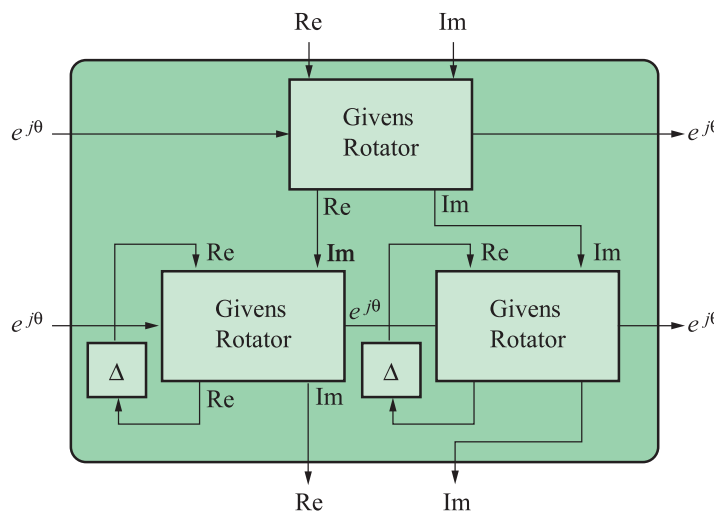 Re Im
e^{jθ} Givens Rotator e^{jθ}
Re Im
Re Im Re Im
e^{jθ} Givens Rotator e^{jθ} Givens Rotator e^{jθ}
Δ Δ
Re Im
Re Im